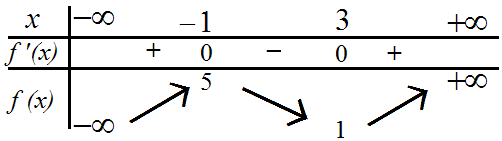 x −∞ −1 3 +∞
f '(x) + 0 − 0 +
5 +∞
f (x)
−∞ 1